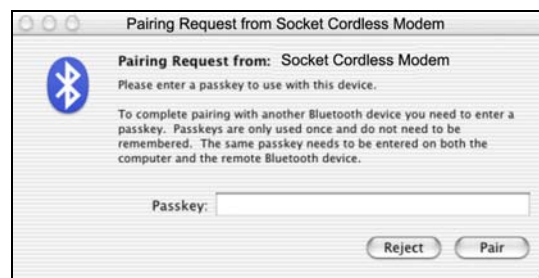 Pairing Request from Socket Cordless Modem
Pairing Request from: Socket Cordless Modem
Please enter a passkey to use with this device.
To complete pairing with another Bluetooth device you need to enter a
passkey. Passkeys are only used once and do not need to be
remembered. The same passkey needs to be entered on both the
computer and the remote Bluetooth device.
Passkey:
Reject Pair